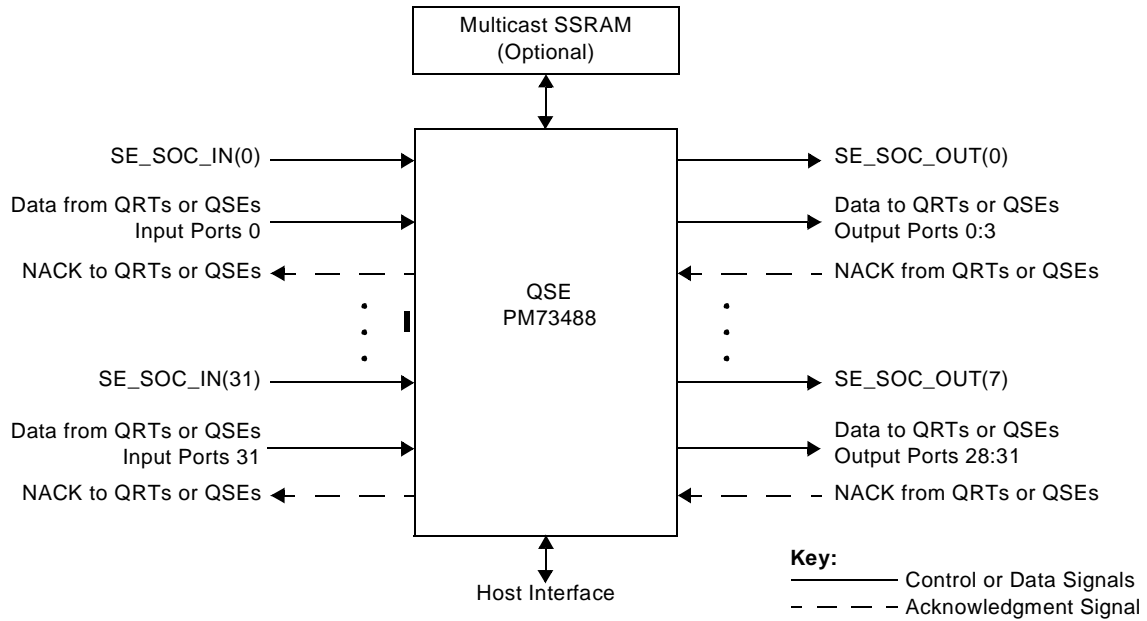 Multicast SSRAM
(Optional)
SE_SOC_IN(0)
Data from QRTs or QSEs
Input Ports 0
NACK to QRTs or QSEs
SE_SOC_IN(31)
Data from QRTs or QSEs
Input Ports 31
NACK to QRTs or QSEs
QSE
PM73488
SE_SOC_OUT(0)
Data to QRTs or QSEs
Output Ports 0:3
NACK from QRTs or QSEs
SE_SOC_OUT(7)
Data to QRTs or QSEs
Output Ports 28:31
NACK from QRTs or QSEs
Host Interface
Key:
Control or Data Signals
Acknowledgment Signal